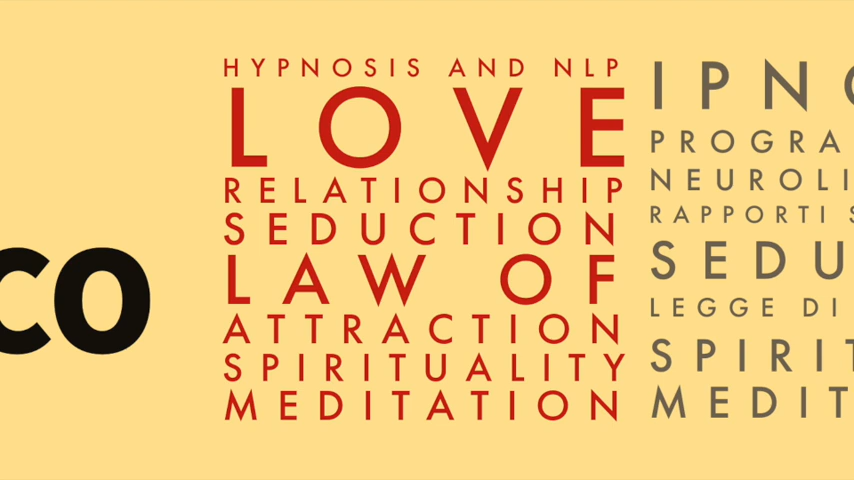 co
HYPNOSIS AND NLP
LOVE
RELATIONSHIP
SEDUCTION
LAW OF
ATTRACTION
SPIRITUALITY
MEDITATION
IPNO
PROGRA
NEUROLI
RAPPORTI S
SEDU
LEGGE DI
SPIRIT
MEDIT